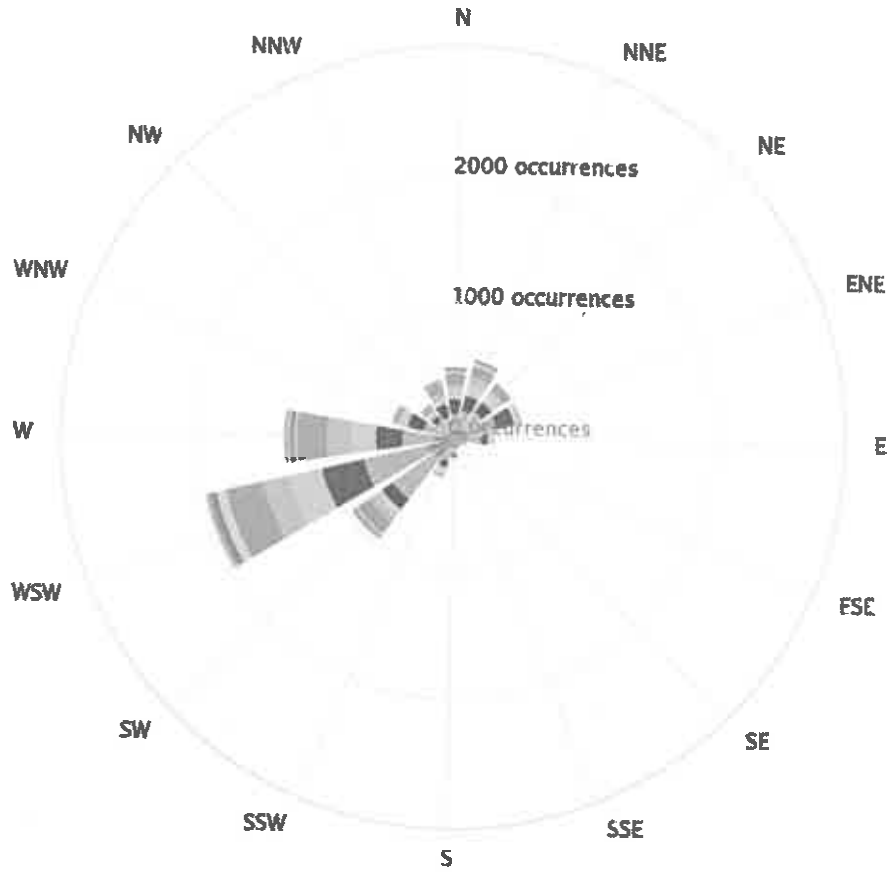 N
NNW
NNE
NW
NE
2000 occurrences
WNW
ENE
1000 occurrences
W
E
WSW
ESE
SW
SE
SSW
SSE
S